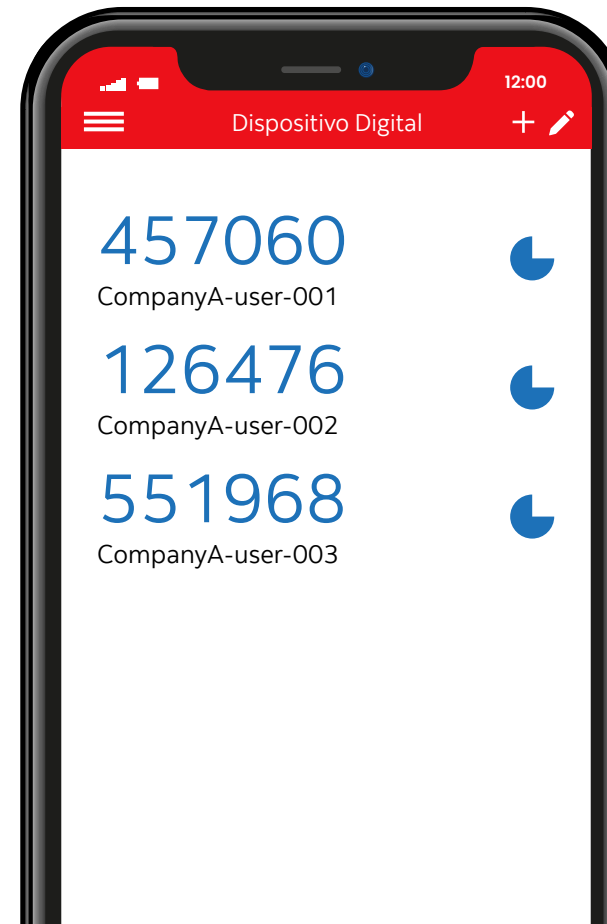 12:00
Dispositivo Digital
457060
CompanyA-user-001
126476
CompanyA-user-002
551968
CompanyA-user-003